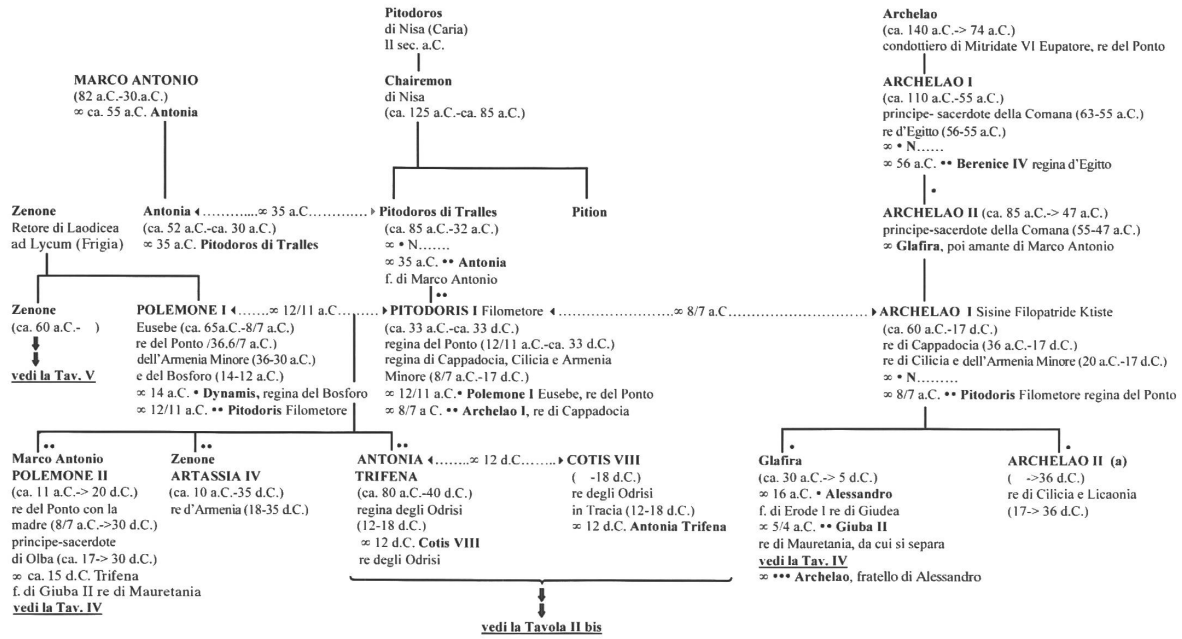 Pitodoros
di Nisa (Caria)
II sec. a.C.
Archelao
(ca. 140 a.C.-> 74 a.C.)
condottiero di Mitridate VI Eupatore, re del Ponto
MARCO ANTONIO
(82 a.C.-30.a.C.)
∞ ca. 55 a.C. Antonia
Chairemon
di Nisa
(ca. 125 a.C.-ca. 85 a.C.)
ARCHELAO I
(ca. 110 a.C.-55 a.C.)
principe- sacerdote della Comana (63-55 a.C.)
re d'Egitto (56-55 a.C.)
∞ • N......
∞ 56 a.C. •• Berenice IV regina d'Egitto
Zenone
Retore di Laodicea
ad Lycum (Frigia)
Antonia ◂ ...........∞ 35 a.C............ ▸
(ca. 52 a.C.-ca. 30 a.C.)
∞ 35 a.C. Pitodoros di Tralles
Pitodoros di Tralles
(ca. 85 a.C.-32 a.C.)
∞ • N.......
∞ 35 a.C. •• Antonia
f. di Marco Antonio
Pition
•
ARCHELAO II (ca. 85 a.C.-> 47 a.C.)
principe-sacerdote della Comana (55-47 a.C.)
∞ Glafira, poi amante di Marco Antonio
Zenone
(ca. 60 a.C.- )
vedi la Tav. V
POLEMONE I ◂ ......∞ 12/11 a.C...... ▸
Eusebe (ca. 65a.C.-8/7 a.C.)
re del Ponto /36.6/7 a.C.)
dell'Armenia Minore (36-30 a.C.)
e del Bosforo (14-12 a.C.)
∞ 14 a.C. • Dynamis, regina del Bosforo
∞ 12/11 a.C. •• Pitodoris Filometore
••
PITODORIS I Filometore ◂ ...................∞ 8/7 a.C...................... ▸
(ca. 33 a.C.-ca. 33 d.C.)
regina del Ponto (12/11 a.C.-ca. 33 d.C.)
regina di Cappadocia, Cilicia e Armenia
Minore (8/7 a.C.-17 d.C.)
∞ 12/11 a.C.• Polemone I Eusebe, re del Ponto
∞ 8/7 a C. •• Archelao I, re di Cappadocia
ARCHELAO I Sisine Filopatride Ktiste
(ca. 60 a.C.-17 d.C.)
re di Cappadocia (36 a.C.-17 d.C.)
re di Cilicia e dell'Armenia Minore (20 a.C.-17 d.C.)
∞ • N.........
∞ 8/7 a.C. •• Pitodoris Filometore regina del Ponto
••
Marco Antonio
POLEMONE II
(ca. 11 a.C.-> 20 d.C.)
re del Ponto con la
madre (8/7 a.C.->30 d.C.)
principe-sacerdote
di Olba (ca. 17-> 30 d.C.)
∞ ca. 15 d.C. Trifena
f. di Giuba II re di Mauretania
vedi la Tav. IV
••
Zenone
ARTASSIA IV
(ca. 10 a.C.-35 d.C.)
re d'Armenia (18-35 d.C.)
••
ANTONIA ◂ ........∞ 12 d.C....... ▸
TRIFENA
(ca. 80 a.C.-40 d.C.)
regina degli Odrisi
(12-18 d.C.)
∞ 12 d.C. Cotis VIII
re degli Odrisi
COTIS VIII
( -18 d.C.)
re degli Odrisi
in Tracia (12-18 d.C.)
∞ 12 d.C. Antonia Trifena
vedi la Tavola II bis
•
Glafira
(ca. 30 a.C.-> 5 d.C.)
∞ 16 a.C. • Alessandro
f. di Erode I re di Giudea
∞ 5/4 a.C. •• Giuba II
re di Mauretania, da cui si separa
vedi la Tav. IV
∞ ••• Archelao, fratello di Alessandro
•
ARCHELAO II (a)
( ->36 d.C.)
re di Cilicia e Licaonia
(17-> 36 d.C.)